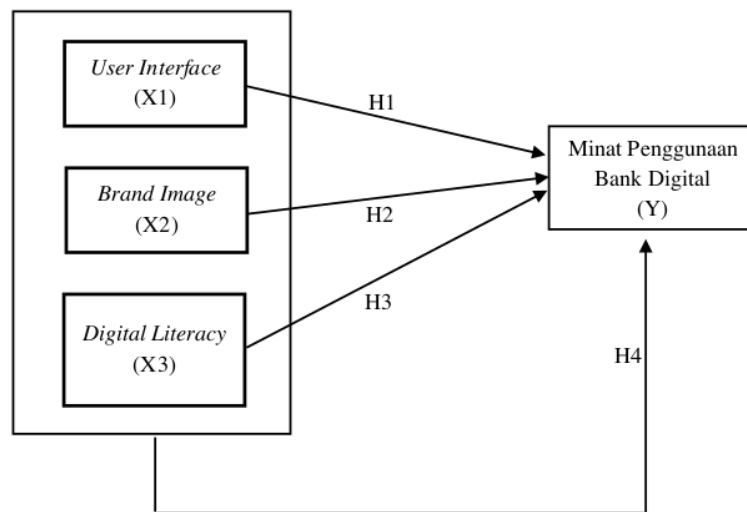 User Interface
(X1)
H1
Minat Penggunaan
Bank Digital
(Y)
Brand Image
(X2)
H2
Digital Literacy
(X3)
H3
H4